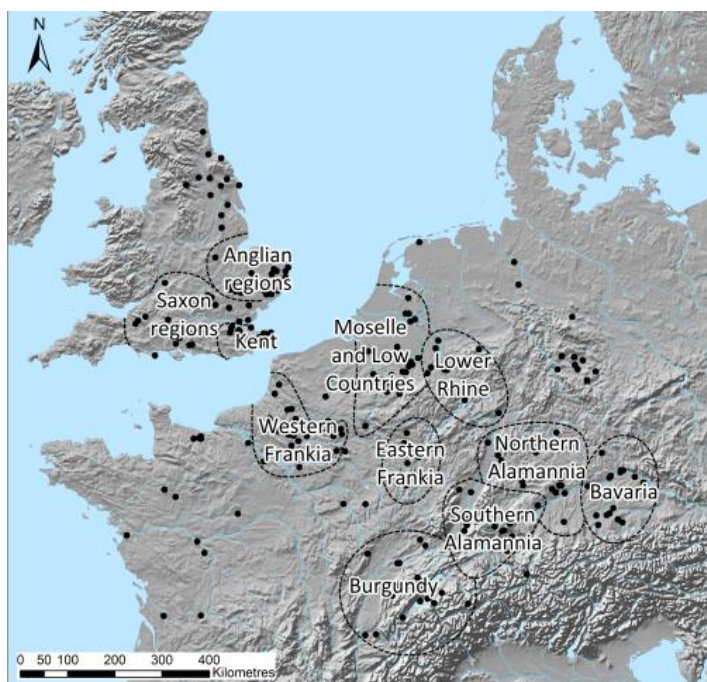 N
Anglian
regions
Saxon
regions
Kent
Moselle
and Low
Countries
Lower
Rhine
Western
Frankia
Eastern
Frankia
Northern
Alamannia
Bavaria
Southern
Alamannia
Burgundy
0 50 100 200 300 400
Kilometres